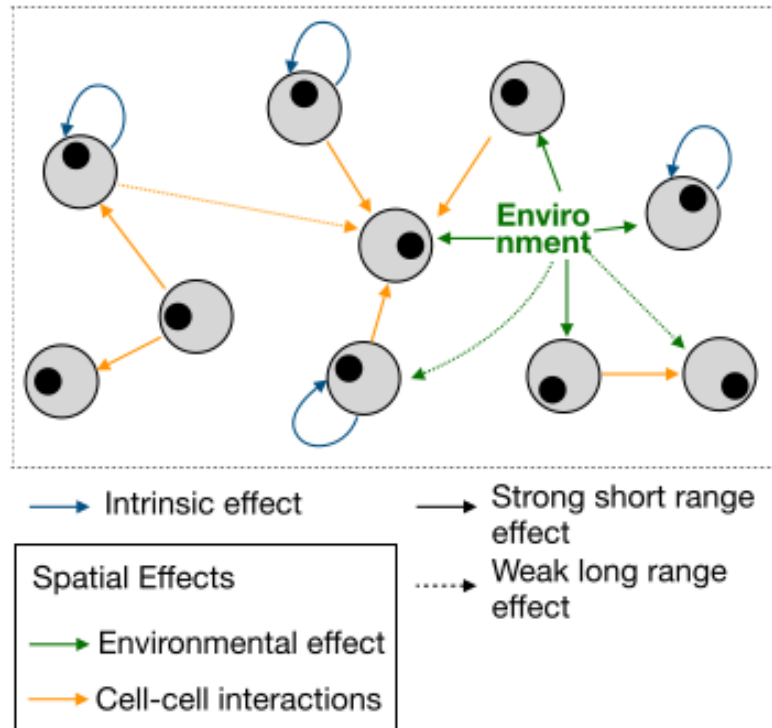 Enviro
nment
Intrinsic effect
Strong short range
effect
Weak long range
effect
Spatial Effects
Environmental effect
Cell-cell interactions